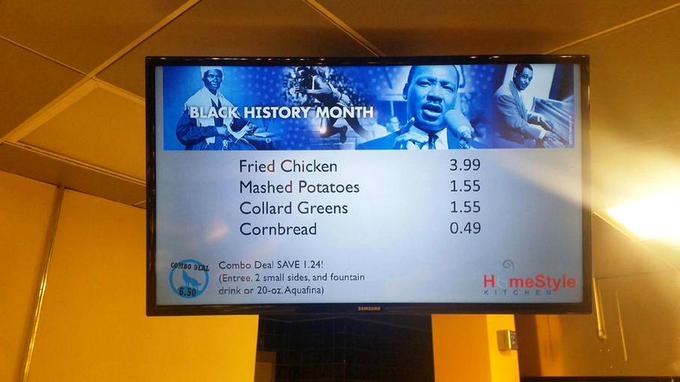 BLACK HISTORY MONTH
Fried Chicken 3.99
Mashed Potatoes 1.55
Collard Greens 1.55
Cornbread 0.49
COMBO DEAL
6.50
Combo Deal SAVE 1.24!
(Entree, 2 small sides, and fountain
drink or 20-oz. Aquafina)
HomeStyle
KITCHEN
SAMSUNG